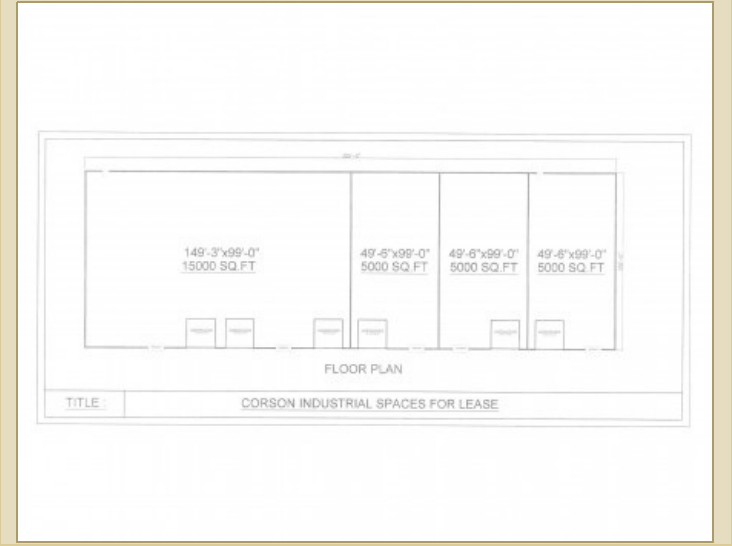 149'-3"x99'-0"
15000 SQ.FT
49'-6"x99'-0"
5000 SQ.FT
49'-6"x99'-0"
5000 SQ.FT
49'-6"x99'-0"
5000 SQ.FT
FLOOR PLAN
TITLE :
CORSON INDUSTRIAL SPACES FOR LEASE